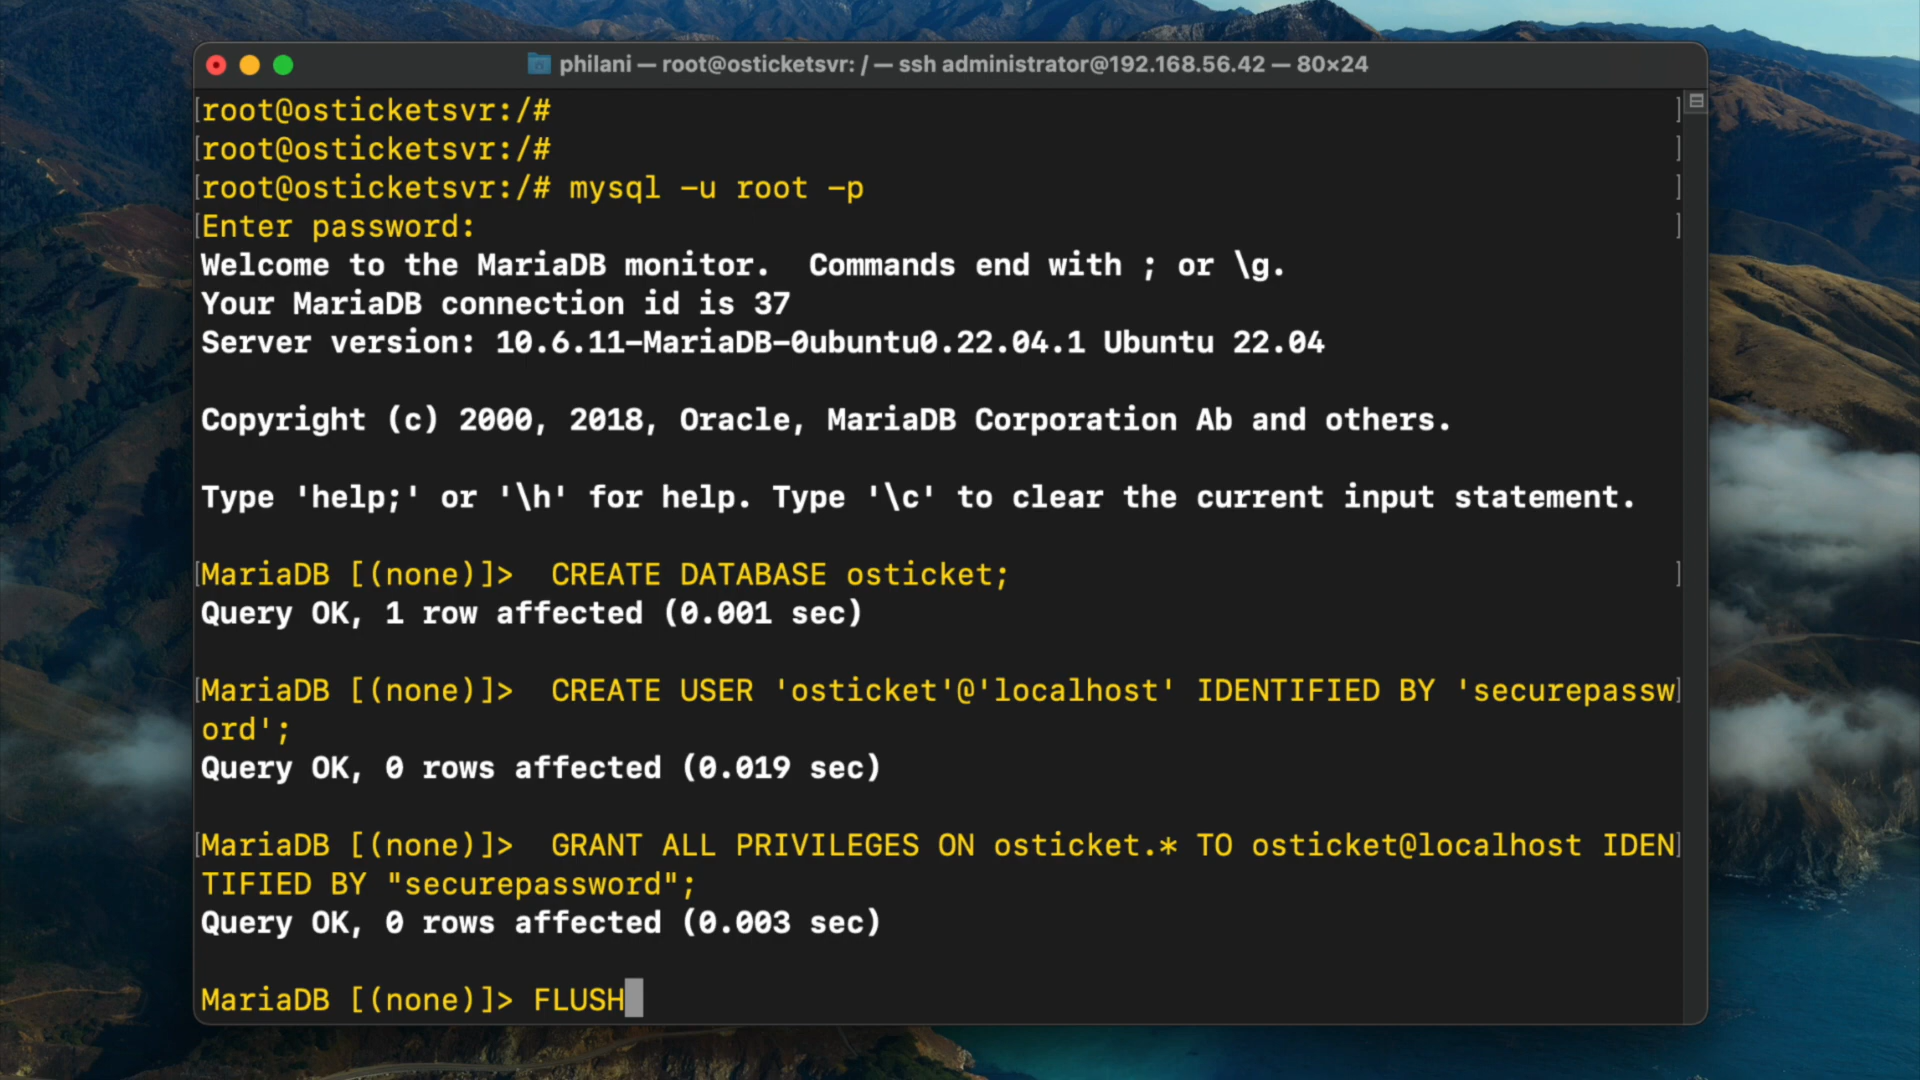 philani — root@osticketsvr: / — ssh administrator@192.168.56.42 — 80×24
[root@osticketsvr:/# ]
[root@osticketsvr:/# ]
[root@osticketsvr:/# mysql -u root -p ]
[Enter password: ]
Welcome to the MariaDB monitor.  Commands end with ; or \g.
Your MariaDB connection id is 37
Server version: 10.6.11-MariaDB-0ubuntu0.22.04.1 Ubuntu 22.04
Copyright (c) 2000, 2018, Oracle, MariaDB Corporation Ab and others.
Type 'help;' or '\h' for help. Type '\c' to clear the current input statement.
[MariaDB [(none)]>  CREATE DATABASE osticket; ]
Query OK, 1 row affected (0.001 sec)
[MariaDB [(none)]>  CREATE USER 'osticket'@'localhost' IDENTIFIED BY 'securepassw]
ord';
Query OK, 0 rows affected (0.019 sec)
[MariaDB [(none)]>  GRANT ALL PRIVILEGES ON osticket.* TO osticket@localhost IDEN]
TIFIED BY "securepassword";
Query OK, 0 rows affected (0.003 sec)
MariaDB [(none)]> FLUSH